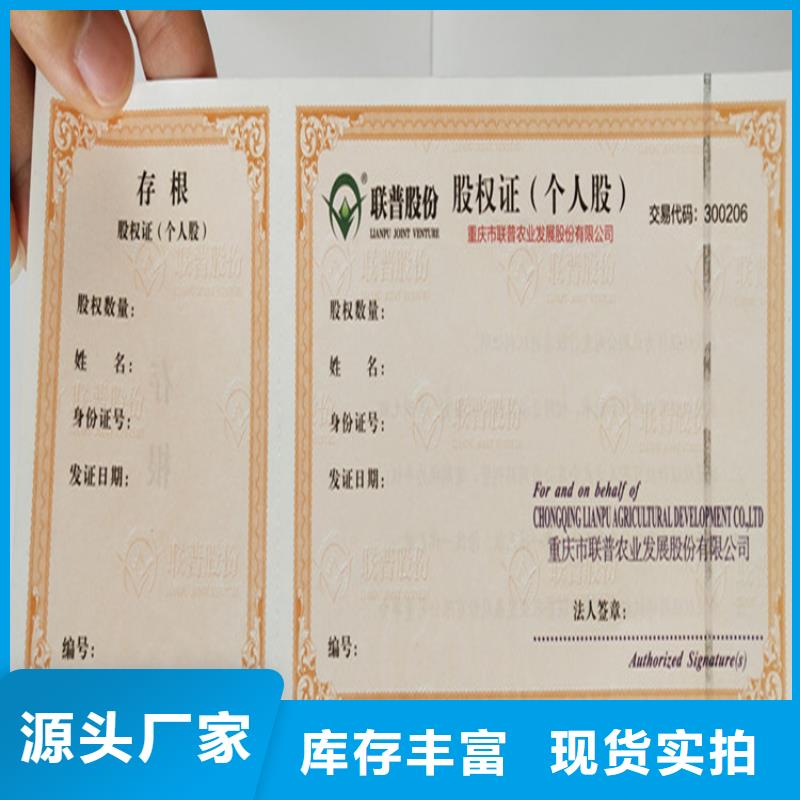 存根
股权证（个人股）
股权数量：
姓 名：
身份证号：
发证日期：
编号：
联普股份
LIANPU JOINT VENTURE
股权证（个人股）
重庆市联普农业发展股份有限公司
交易代码：300206
股权数量：
姓 名：
身份证号：
发证日期：
For and on behalf of
CHONGQING LIANPU AGRICULTURAL DEVELOPMENT CO.,LTD
重庆市联普农业发展股份有限公司
法人签章：
Authorized Signature(s)
编号：
存根
联普股份
源头厂家
库存丰富 现货实拍